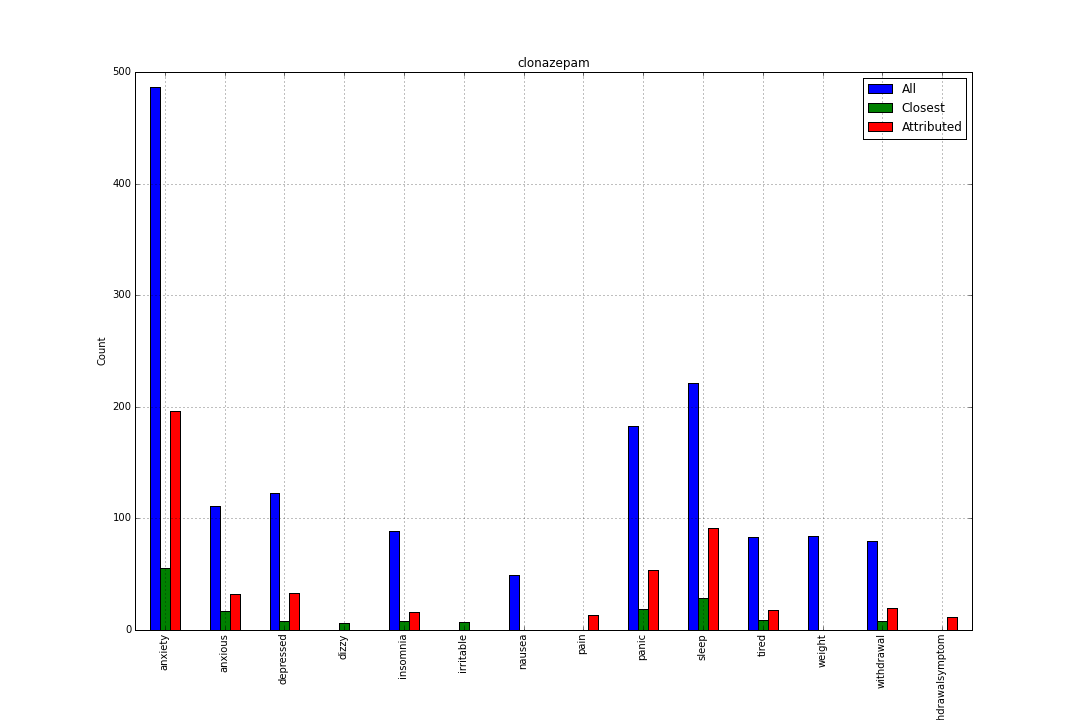 clonazepam
500
400
300
200
100
0
Count
All
Closest
Attributed
anxiety
anxious
depressed
dizzy
insomnia
irritable
nausea
pain
panic
sleep
tired
weight
withdrawal
hdrawalsymptom